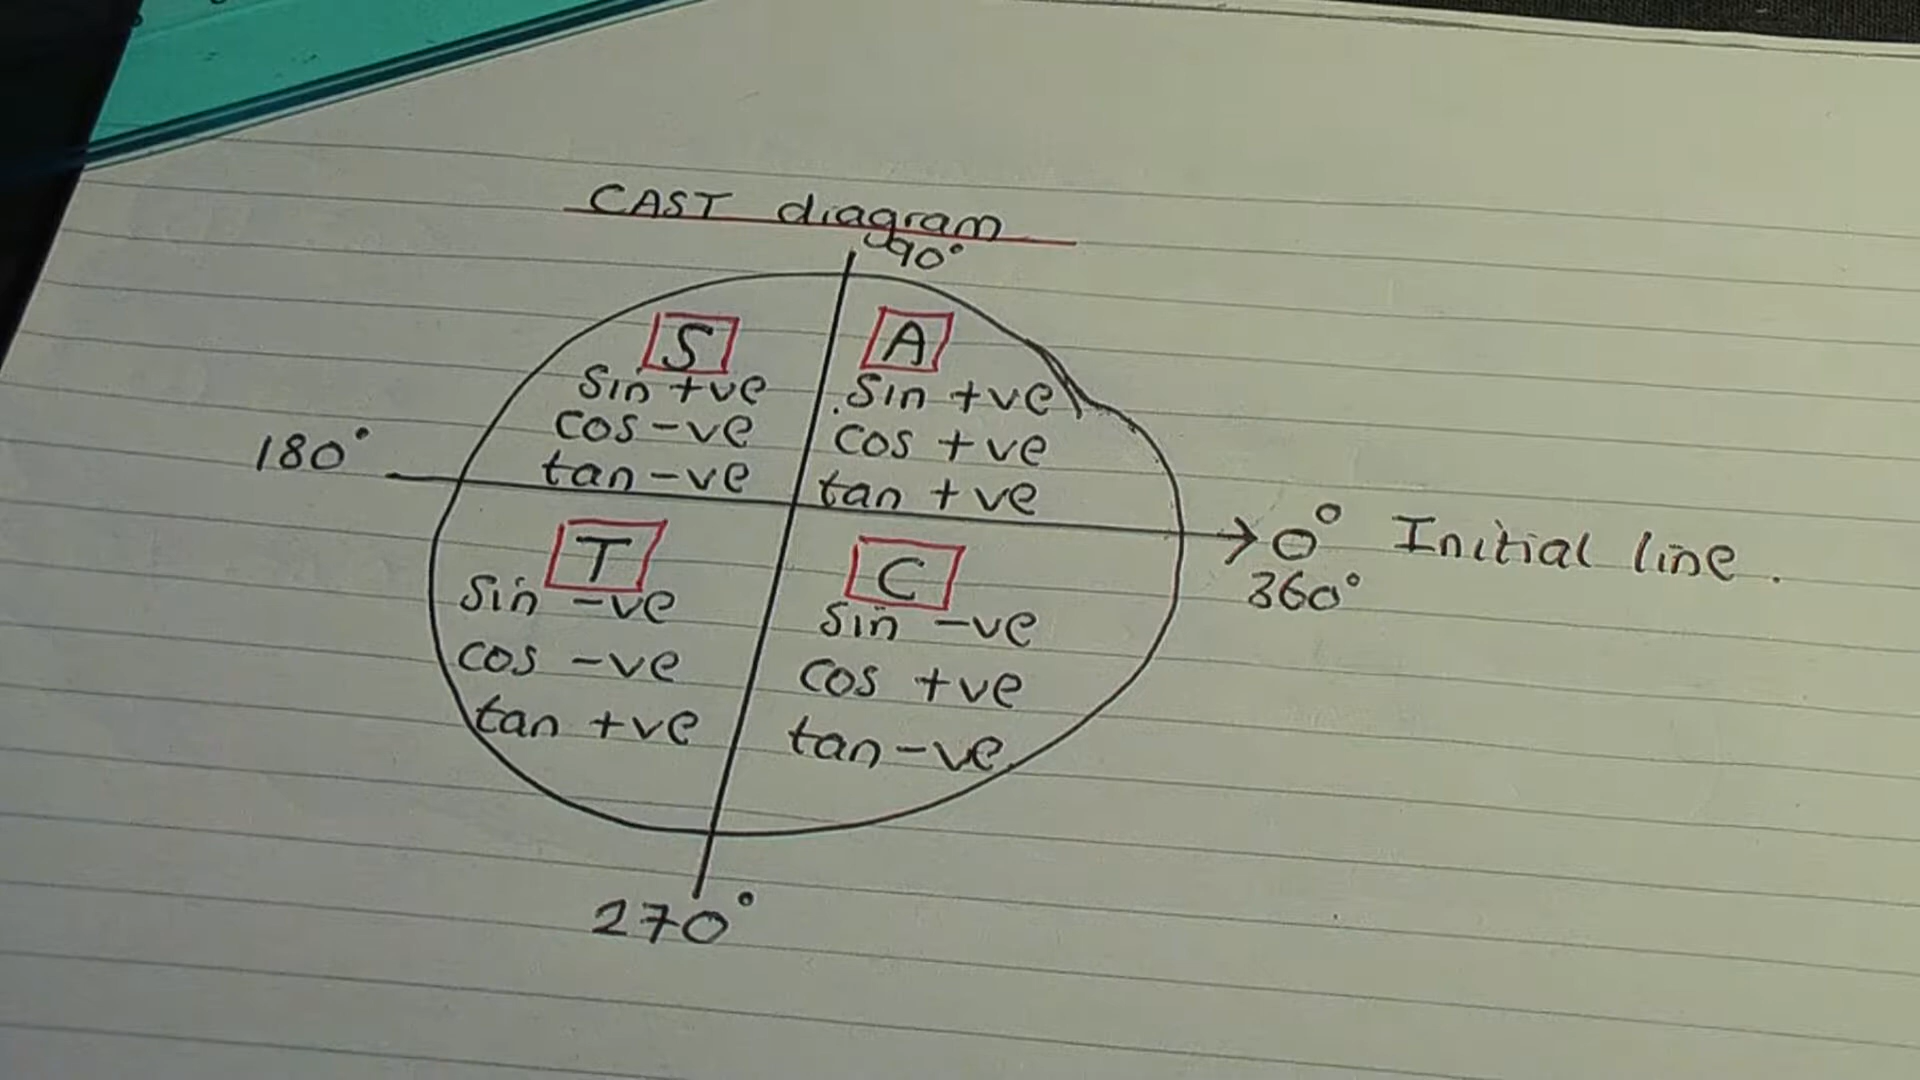 CAST diagram
90°
S
sin +ve
cos -ve
tan -ve
A
sin +ve
cos +ve
tan +ve
180°
0° Initial line.
360°
T
sin -ve
cos -ve
tan +ve
C
sin -ve
cos +ve
tan -ve
270°